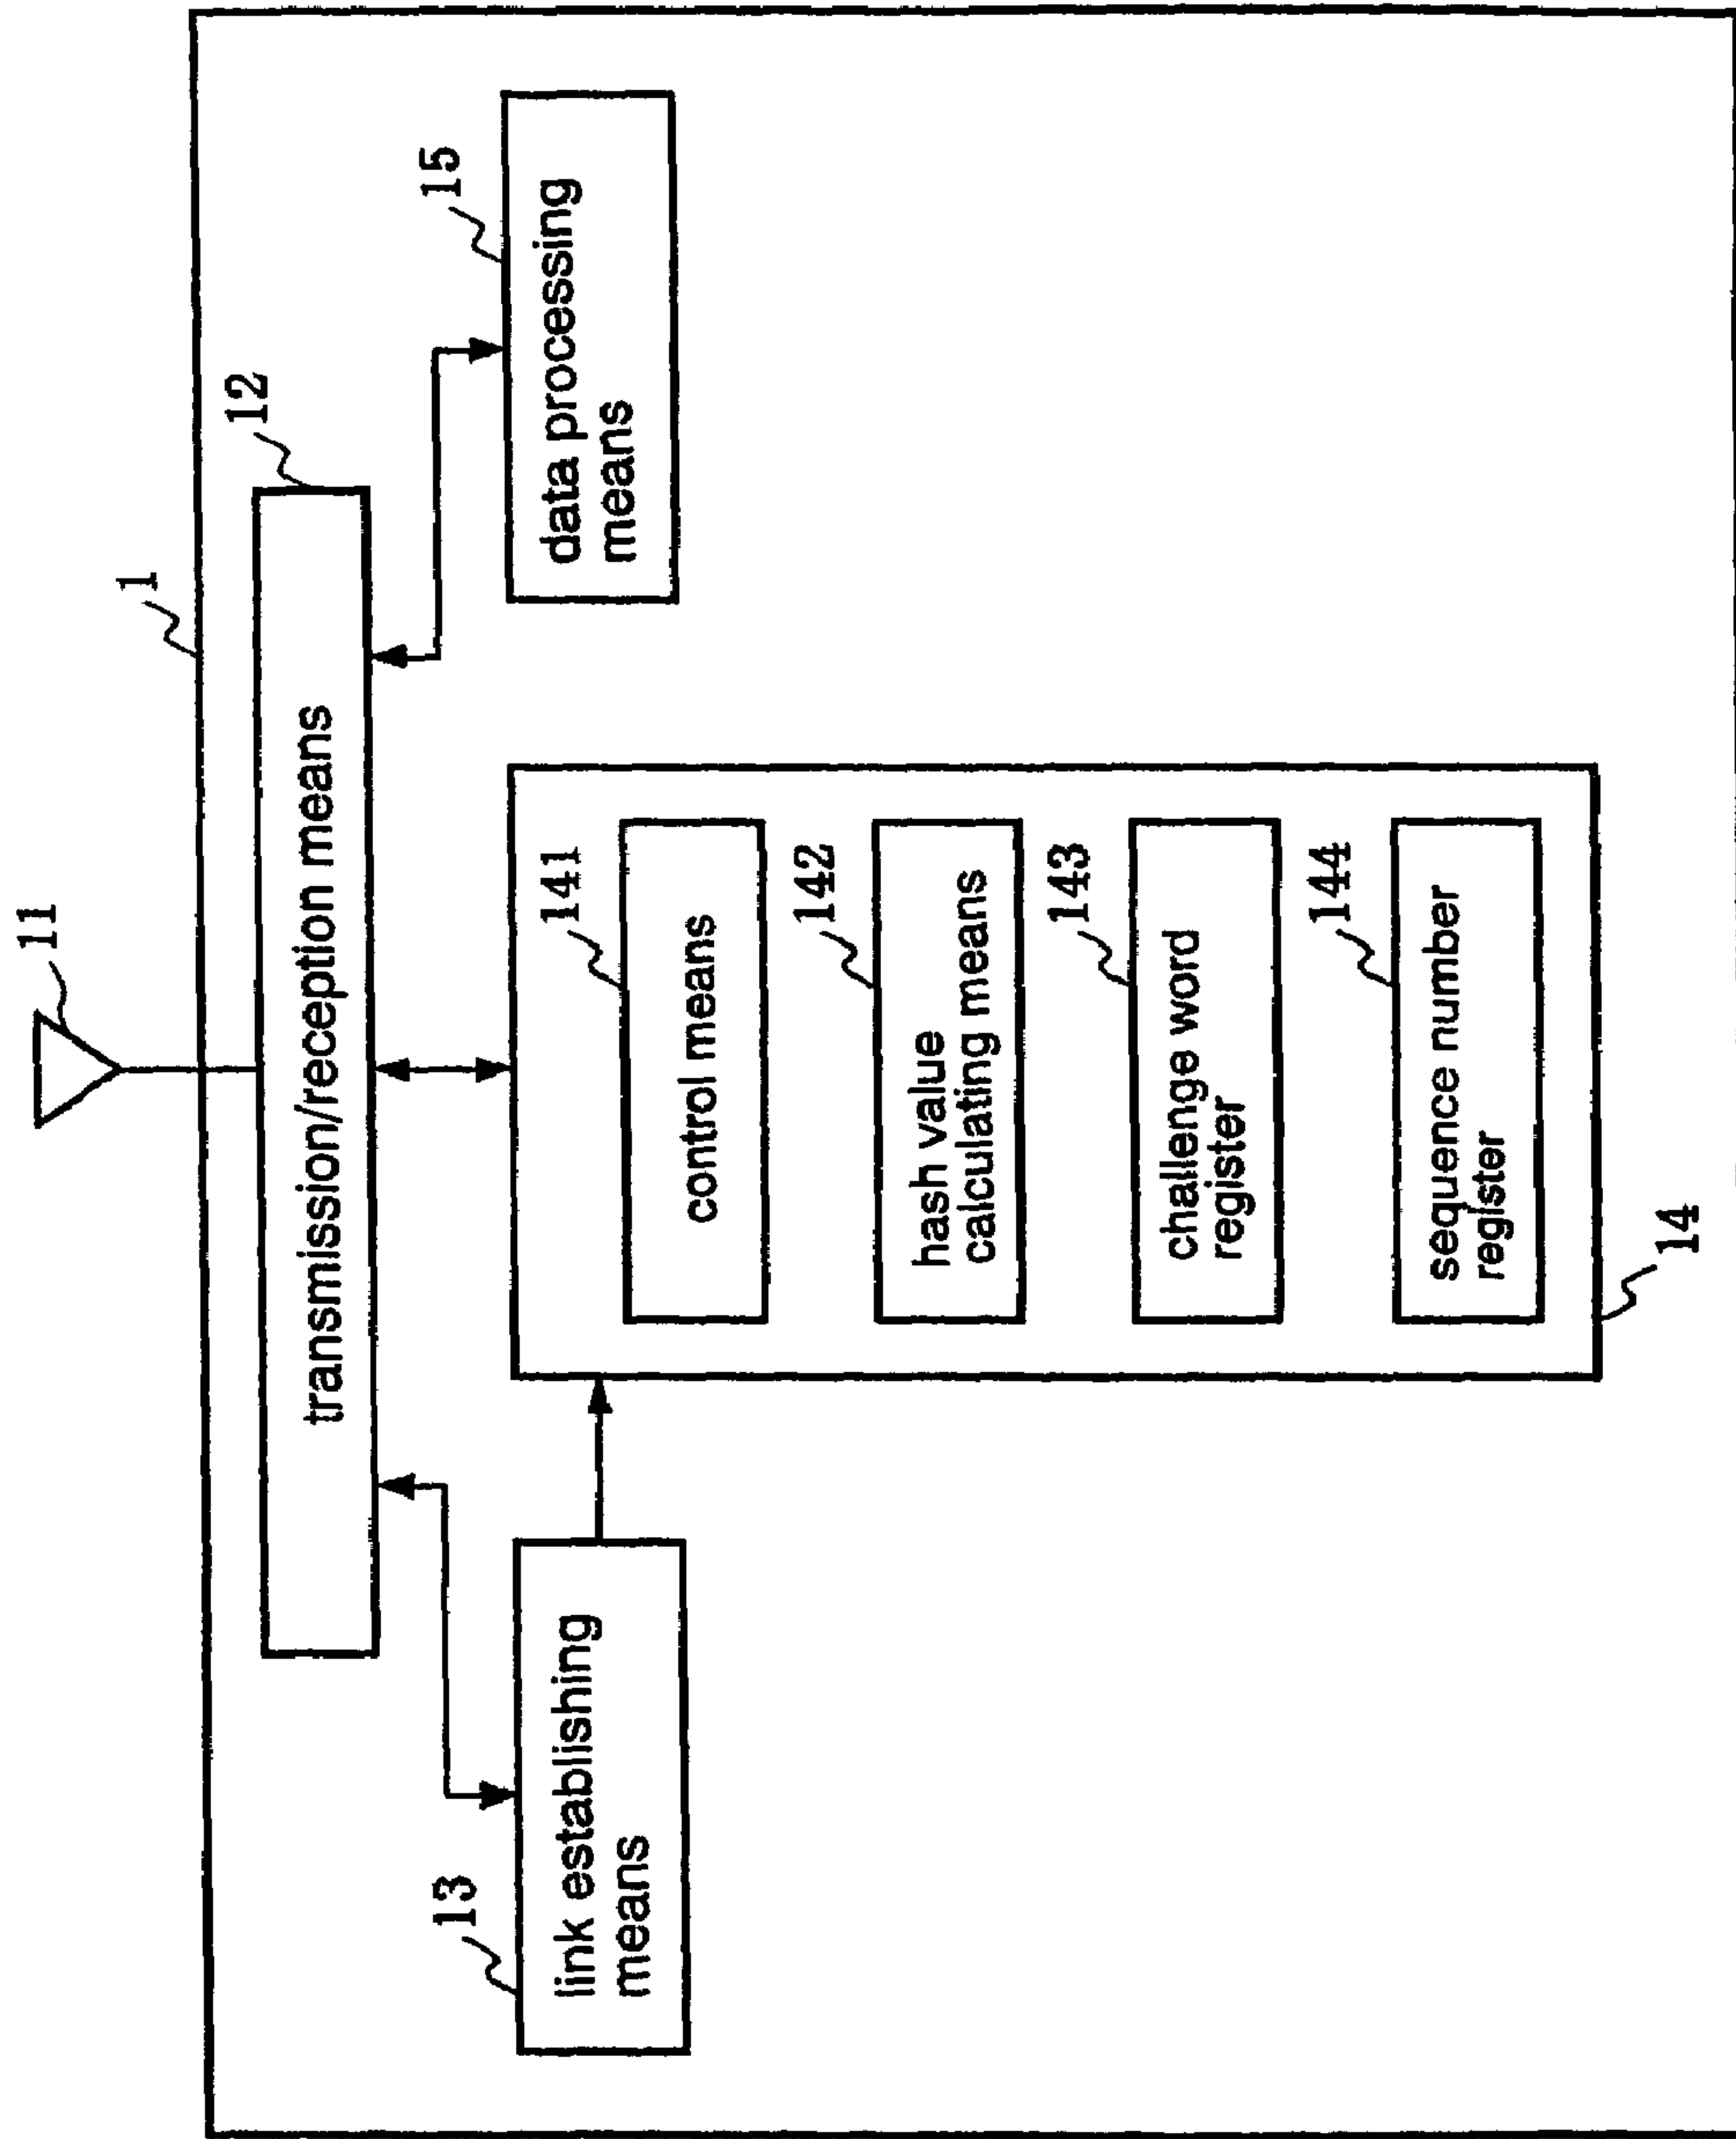 11
1
12
transmission/reception means
13
link establishing
means
141
control means
142
hash value
calculating means
143
challenge word
register
144
sequence number
register
14
15
data processing
means